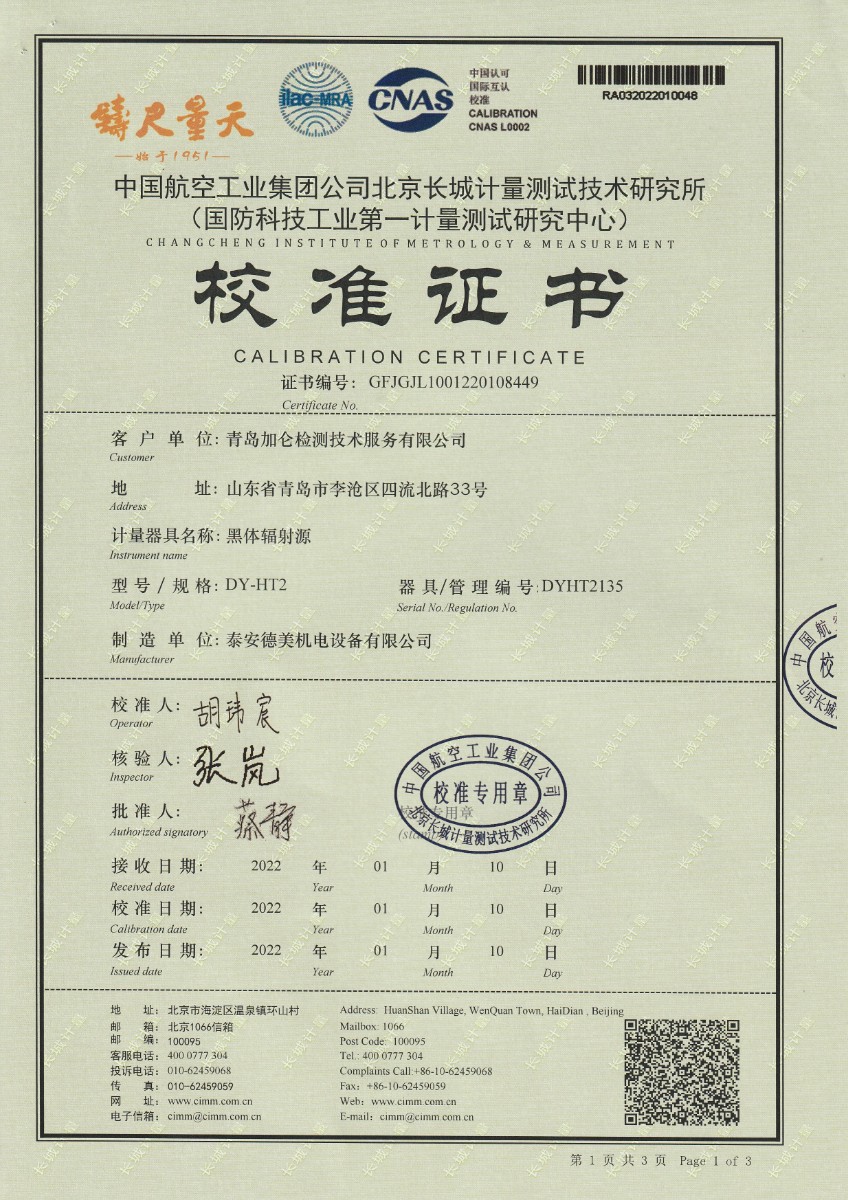 鑄尺量天
始于1951
ilac-MRA
CNAS
中国认可
国际互认
校准
CALIBRATION
CNAS L0002
RA032022010048
中国航空工业集团公司北京长城计量测试技术研究所
（国防科技工业第一计量测试研究中心）
CHANGCHENG INSTITUTE OF METROLOGY & MEASUREMENT
校准证书
CALIBRATION CERTIFICATE
证书编号: GFJGJL1001220108449
Certificate No.
客户单位: 青岛加仑检测技术服务有限公司
Customer
地 址: 山东省青岛市李沧区四流北路33号
Address
计量器具名称: 黑体辐射源
Instrument name
型号/规格: DY-HT2 器具/管理编号: DYHT2135
Model/Type Serial No./Regulation No.
制造单位: 泰安德美机电设备有限公司
Manufacturer
校准人: 胡玮宸
Operator
核验人: 张岚
Inspector
批准人: 蔡静
Authorized signatory
中国航空工业集团公司
校准专用章
北京长城计量测试技术研究所
接收日期: 2022 年 01 月 10 日
Received date Year Month Day
校准日期: 2022 年 01 月 10 日
Calibration date Year Month Day
发布日期: 2022 年 01 月 10 日
Issued date Year Month Day
地 址: 北京市海淀区温泉镇环山村 Address: HuanShan Village, WenQuan Town, HaiDian , Beijing
邮 箱: 北京1066信箱 Mailbox: 1066
邮 编: 100095 Post Code: 100095
客服电话: 400 0777 304 Tel.: 400 0777 304
投诉电话: 010-62459068 Complaints Call:+86-10-62459068
传 真: 010-62459059 Fax: +86-10-62459059
网 址: www.cimm.com.cn Web: www.cimm.com.cn
电子信箱: cimm@cimm.com.cn E-mail: cimm@cimm.com.cn
第 1 页 共 3 页 Page 1 of 3